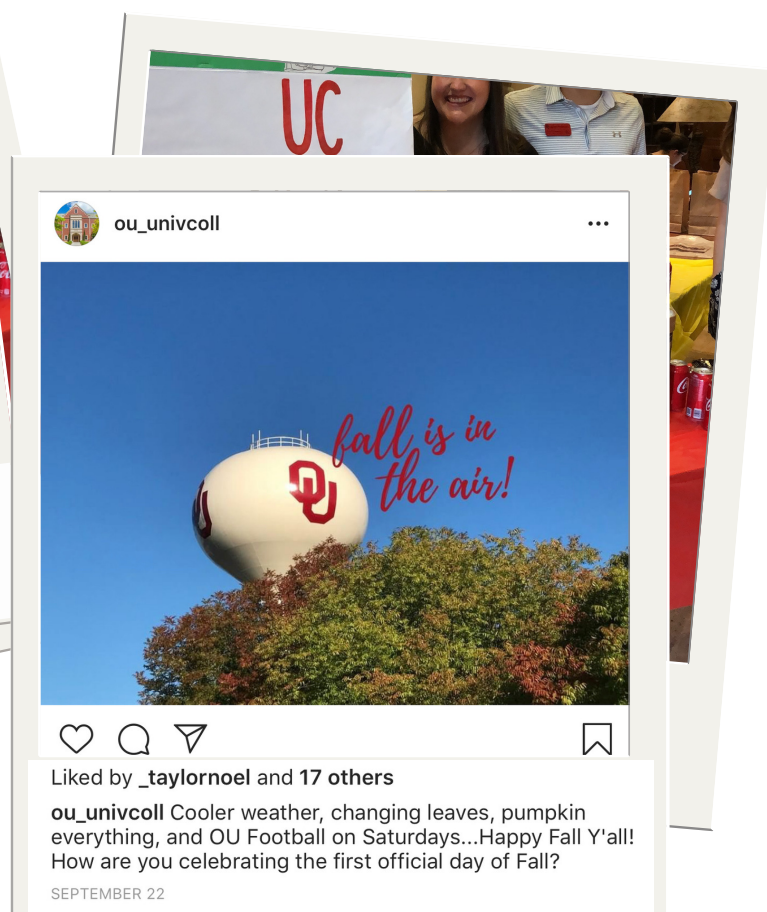 UC
ou_univcoll
fall is in
the air!
OU
Liked by _taylornoel and 17 others
ou_univcoll Cooler weather, changing leaves, pumpkin
everything, and OU Football on Saturdays...Happy Fall Y'all!
How are you celebrating the first official day of Fall?
SEPTEMBER 22